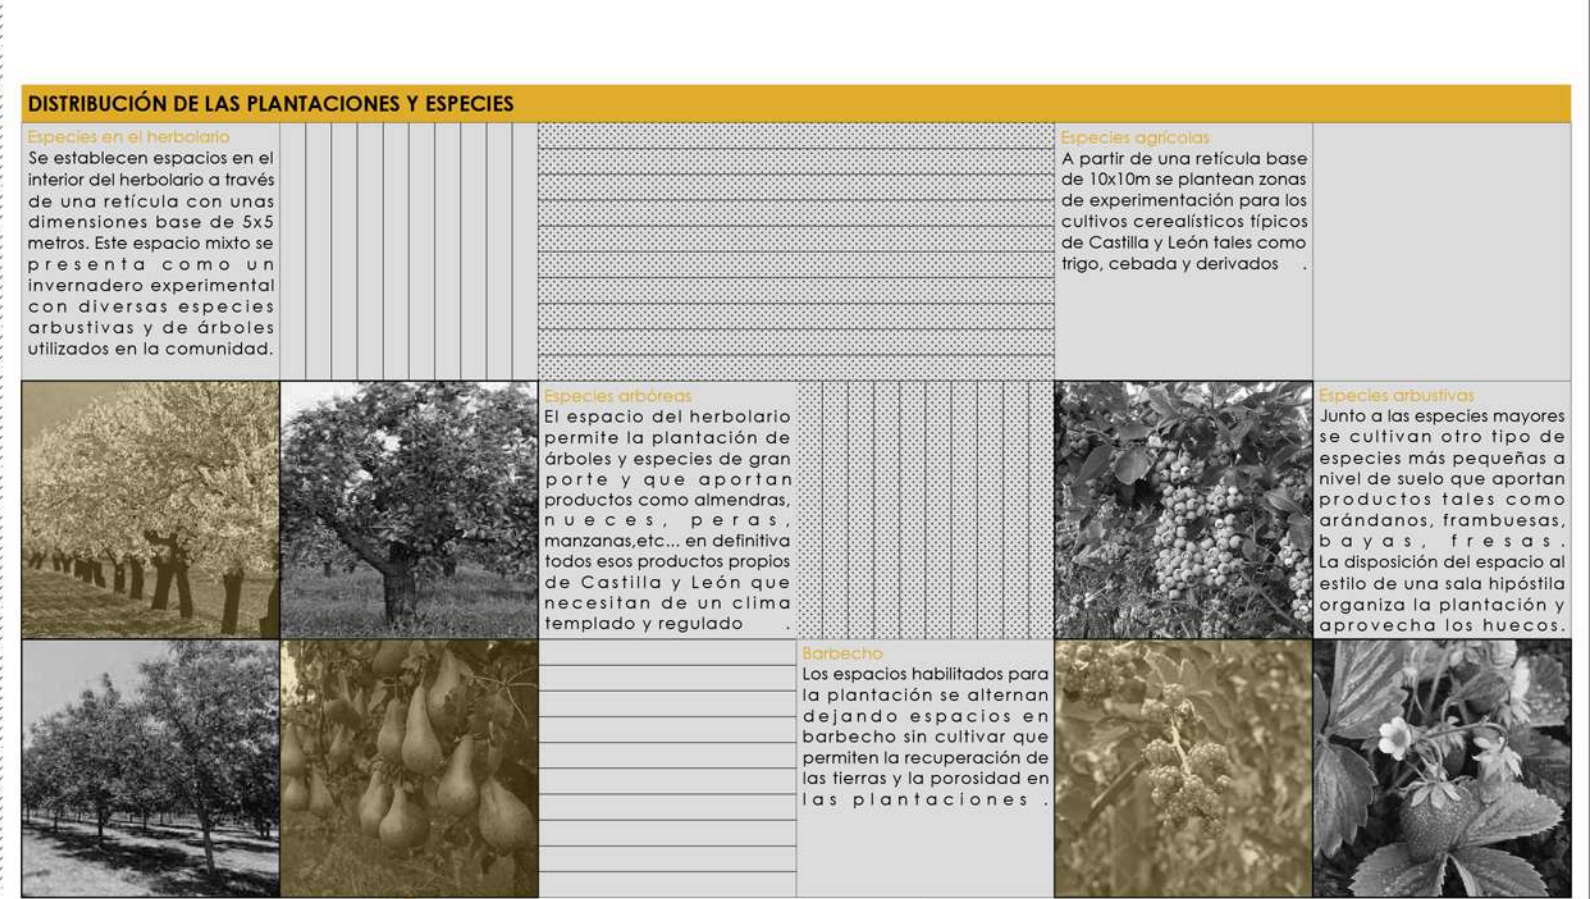 DISTRIBUCIÓN DE LAS PLANTACIONES Y ESPECIES
Especies en el herbolario
Se establecen espacios en el
interior del herbolario a través
de una retícula con unas
dimensiones base de 5x5
metros. Este espacio mixto se
presenta como un
invernadero experimental
con diversas especies
arbustivas y de árboles
utilizados en la comunidad.
Especies agrícolas
A partir de una retícula base
de 10x10m se plantean zonas
de experimentación para los
cultivos cerealísticos típicos
de Castilla y León tales como
trigo, cebada y derivados .
Especies arbóreas
El espacio del herbolario
permite la plantación de
árboles y especies de gran
porte y que aportan
productos como almendras,
nueces, peras,
manzanas,etc... en definitiva
todos esos productos propios
de Castilla y León que
necesitan de un clima
templado y regulado .
Especies arbustivas
Junto a las especies mayores
se cultivan otro tipo de
especies más pequeñas a
nivel de suelo que aportan
productos tales como
arándanos, frambuesas,
bayas, fresas.
La disposición del espacio al
estilo de una sala hipóstila
organiza la plantación y
aprovecha los huecos.
Barbecho
Los espacios habilitados para
la plantación se alternan
dejando espacios en
barbecho sin cultivar que
permiten la recuperación de
las tierras y la porosidad en
las plantaciones .